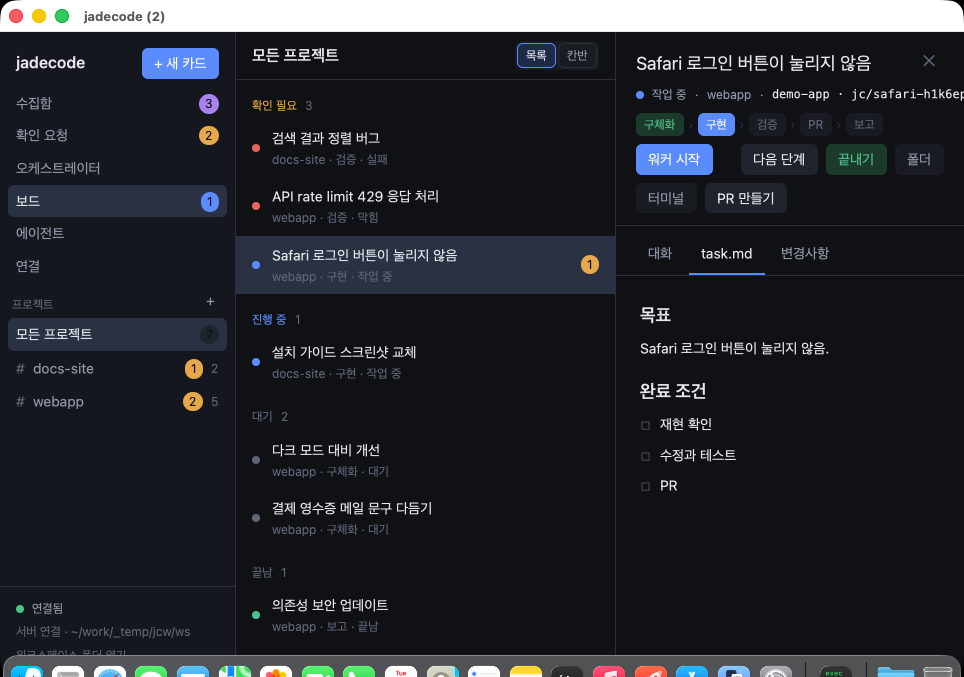 jadecode (2)
jadecode
+ 새 카드
수집함 3
확인 요청 2
오케스트레이터
보드 1
에이전트
연결
프로젝트 +
모든 프로젝트 7
# docs-site 1 2
# webapp 2 5
연결됨
서버 연결 · ~/work/_temp/jcw/ws
모든 프로젝트
목록 칸반
확인 필요 3
검색 결과 정렬 버그
docs-site · 검증 · 실패
API rate limit 429 응답 처리
webapp · 검증 · 막힘
Safari 로그인 버튼이 눌리지 않음
webapp · 구현 · 작업 중
1
진행 중 1
설치 가이드 스크린샷 교체
docs-site · 구현 · 작업 중
대기 2
다크 모드 대비 개선
webapp · 구체화 · 대기
결제 영수증 메일 문구 다듬기
webapp · 구체화 · 대기
끝남 1
의존성 보안 업데이트
webapp · 보고 · 끝남
Safari 로그인 버튼이 눌리지 않음
작업 중 · webapp · demo-app · jc/safari-h1k6ep
구체화 › 구현 › 검증 › PR › 보고
워커 시작 다음 단계 끝내기 폴더
터미널 PR 만들기
대화 task.md 변경사항
목표
Safari 로그인 버튼이 눌리지 않음.
완료 조건
재현 확인
수정과 테스트
PR
Tue
exec